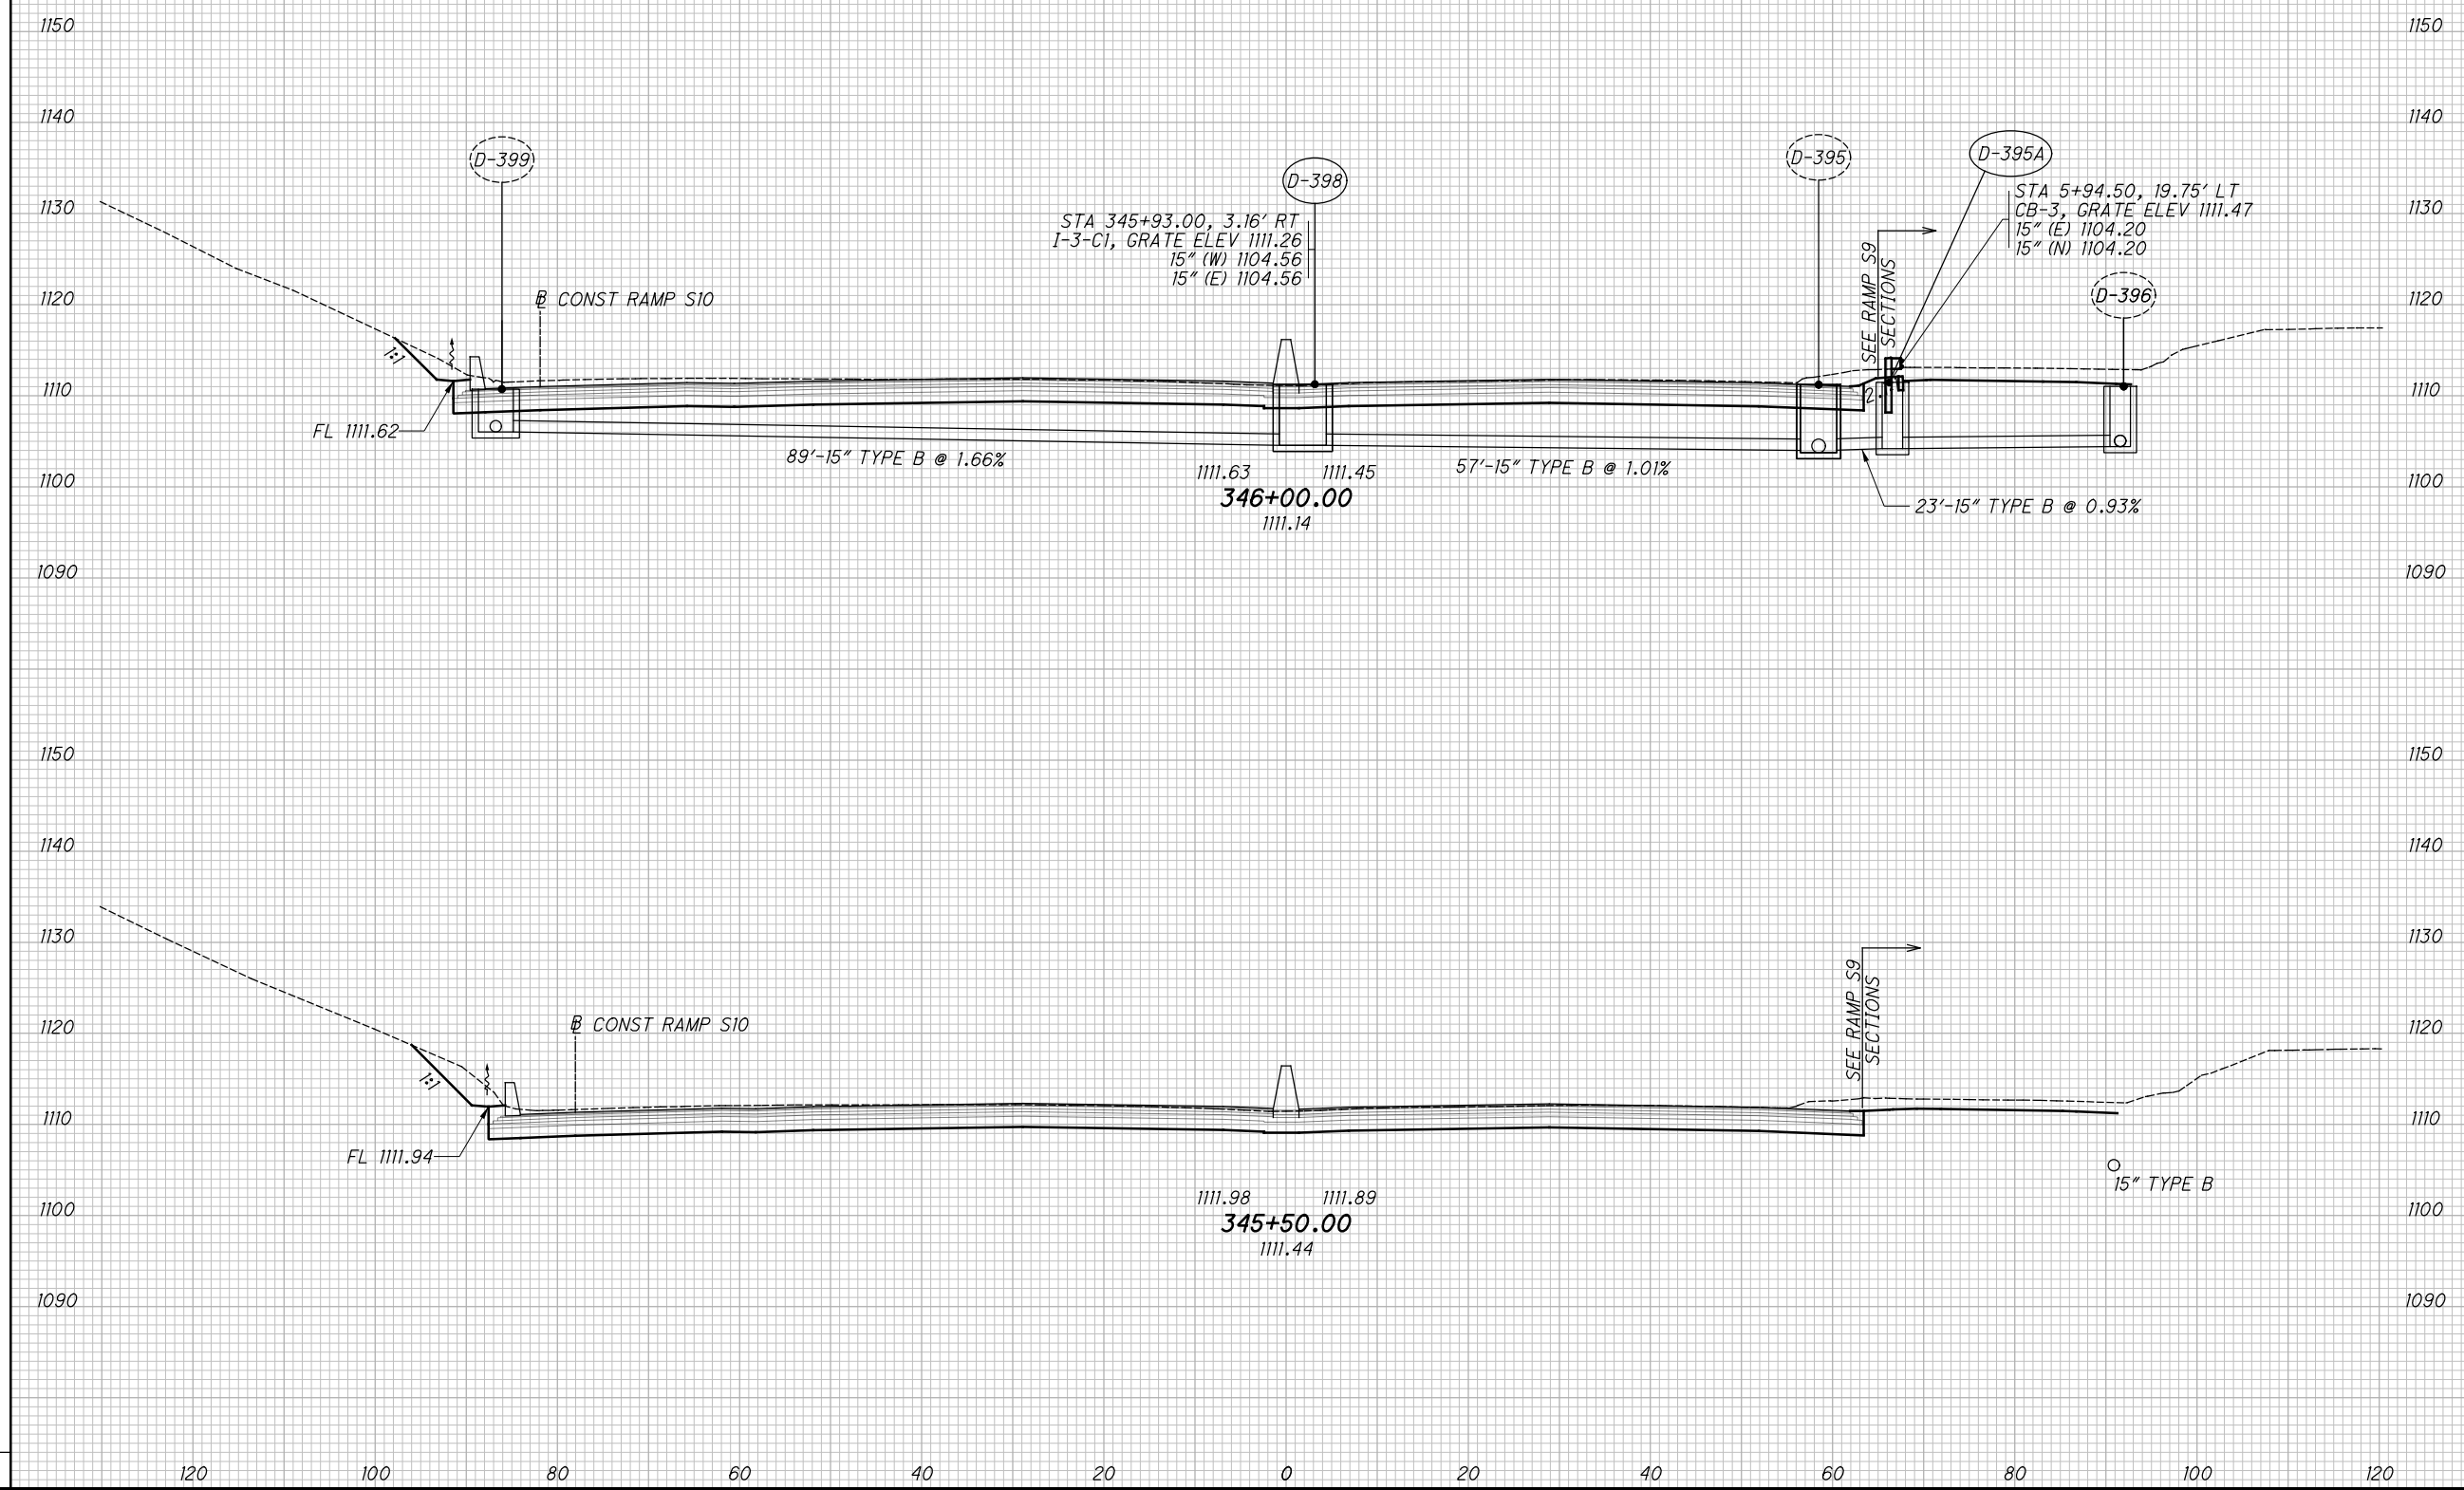 1150 1150
1140 1140
D-399
D-398
D-395
D-395A
1130 1130
STA 345+93.00, 3.16' RT
I-3-C1, GRATE ELEV 1111.26
15" (W) 1104.56
15" (E) 1104.56
STA 5+94.50, 19.75' LT
CB-3, GRATE ELEV 1111.47
15" (E) 1104.20
15" (N) 1104.20
SEE RAMP S9
SECTIONS
D-396
1120 1120
℄ CONST RAMP S10
1:1
1110 1110
2:
FL 1111.62
89'-15" TYPE B @ 1.66%
57'-15" TYPE B @ 1.01%
23'-15" TYPE B @ 0.93%
1100 1100
1111.63 1111.45
346+00.00
1111.14
1090 1090
1150 1150
1140 1140
1130 1130
SEE RAMP S9
SECTIONS
1120 1120
℄ CONST RAMP S10
1:1
1110 1110
FL 1111.94
15" TYPE B
1100 1100
1111.98 1111.89
345+50.00
1111.44
1090 1090
120 100 80 60 40 20 0 20 40 60 80 100 120